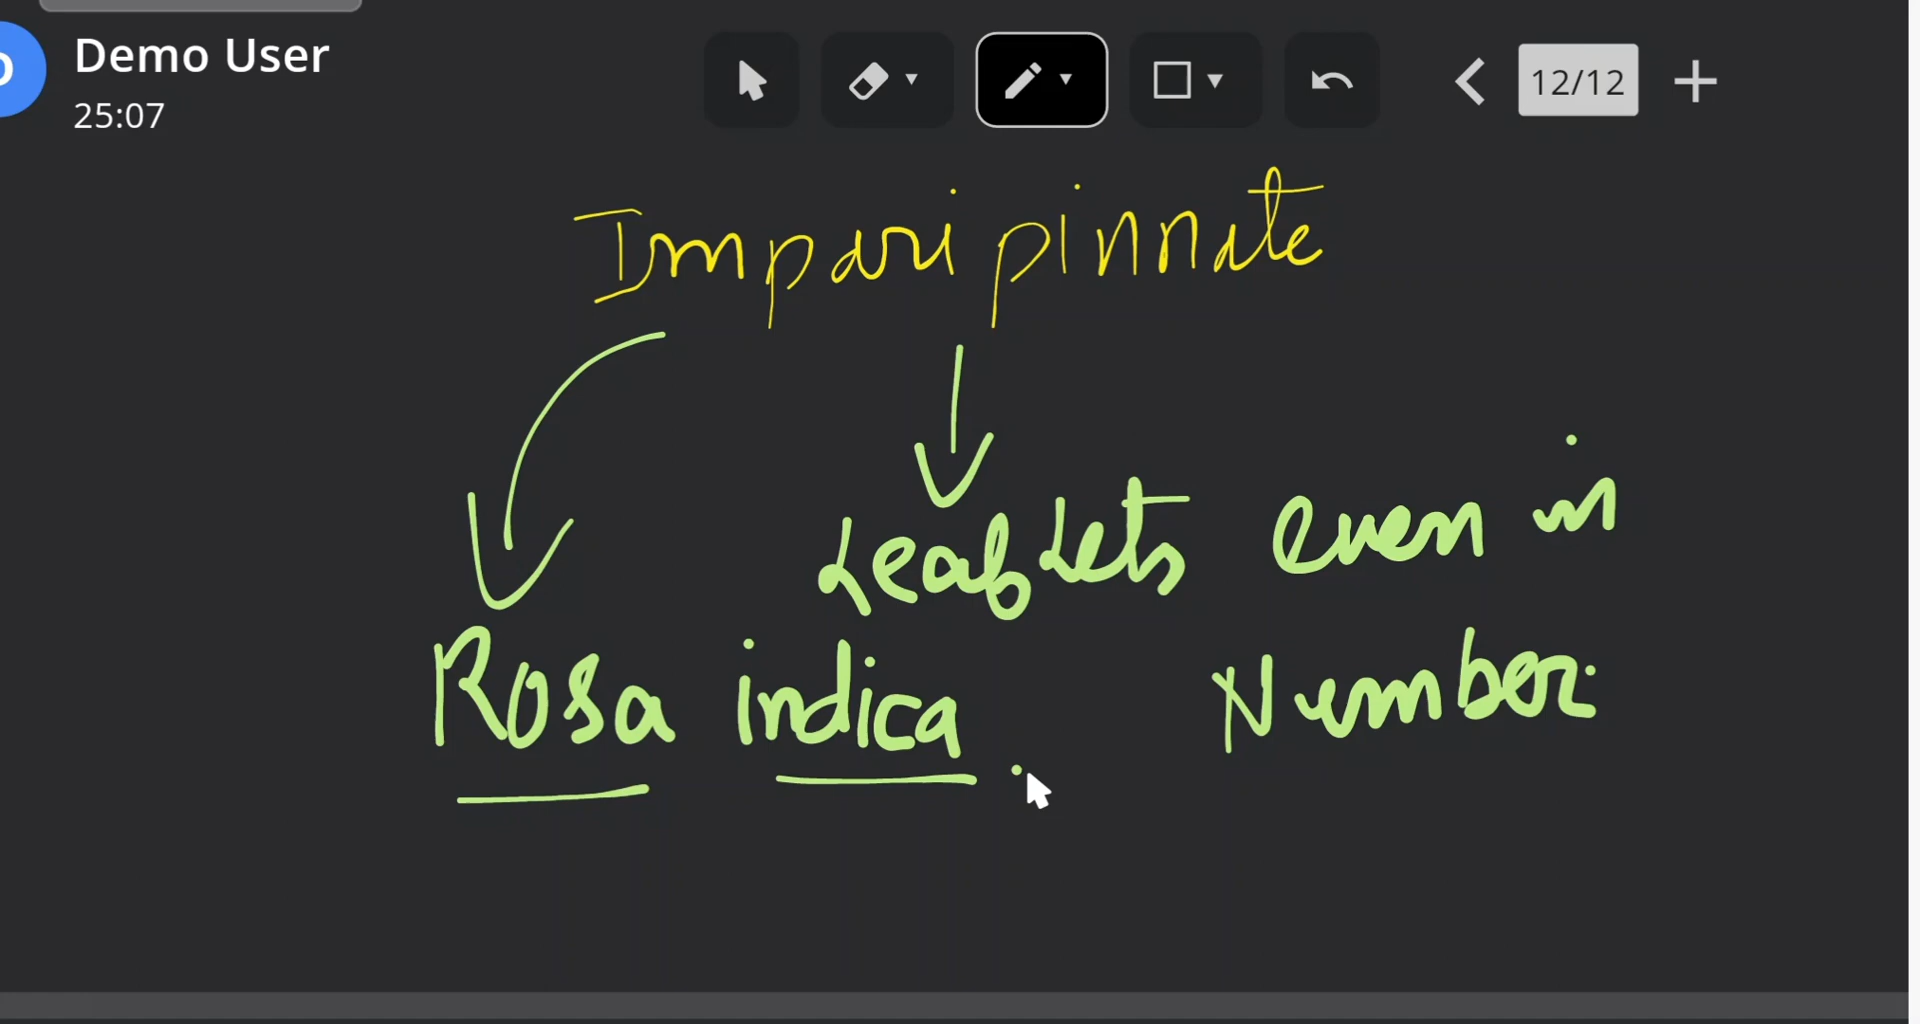 Demo User
25:07
12/12
Imparipinnate
Leaflets even in
Number.
Rosa indica.